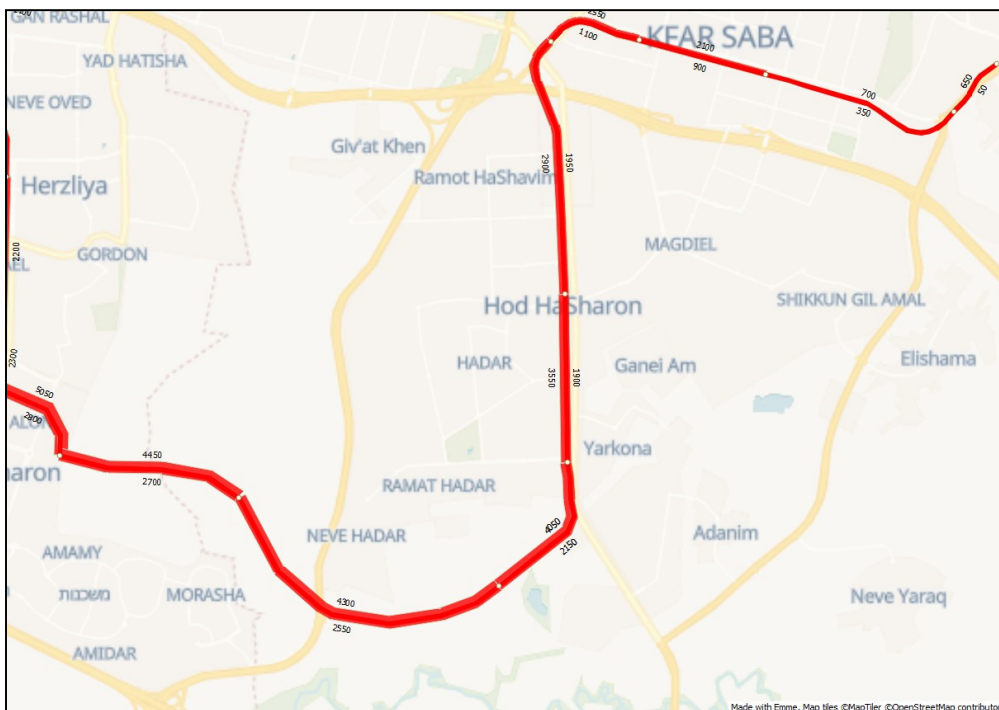 GAN RASHAL
YAD HATISHA
NEVE OVED
Herzliya
GORDON
2200
2300
5050
2800
4450
2700
AMAMY
משכנות
MORASHA
AMIDAR
NEVE HADAR
4300
2550
RAMAT HADAR
4050
2150
HADAR
Hod HaSharon
3550
1900
Giv'at Khen
Ramot HaShavim
2900
1950
1100
KFAR SABA
2100
900
700
350
650
50
MAGDIEL
SHIKKUN GIL AMAL
Ganei Am
Elishama
Yarkona
Adanim
Neve Yaraq
Made with Emme, Map tiles ©MapTiler ©OpenStreetMap contributor